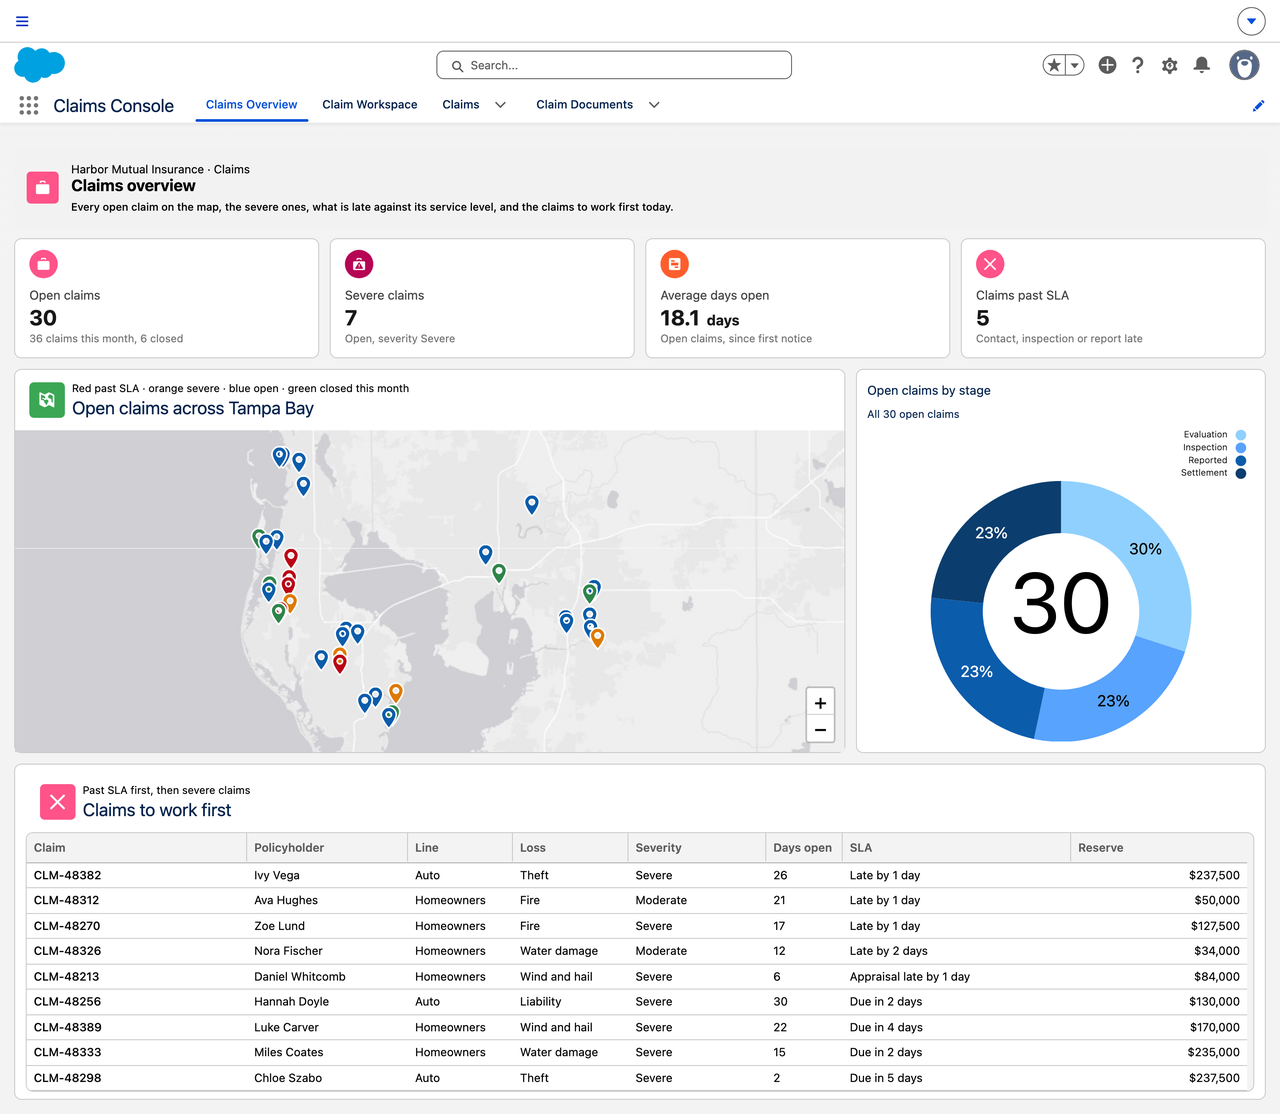 Search...
Claims Console
Claims Overview
Claim Workspace
Claims
Claim Documents
Harbor Mutual Insurance · Claims
Claims overview
Every open claim on the map, the severe ones, what is late against its service level, and the claims to work first today.
Open claims
30
36 claims this month, 6 closed
Severe claims
7
Open, severity Severe
Average days open
18.1 days
Open claims, since first notice
Claims past SLA
5
Contact, inspection or report late
Red past SLA · orange severe · blue open · green closed this month
Open claims across Tampa Bay
+
−
Open claims by stage
All 30 open claims
Evaluation
Inspection
Reported
Settlement
23%
30%
30
23%
23%
Past SLA first, then severe claims
Claims to work first
Claim Policyholder Line Loss Severity Days open SLA Reserve
CLM-48382 Ivy Vega Auto Theft Severe 26 Late by 1 day $237,500
CLM-48312 Ava Hughes Homeowners Fire Moderate 21 Late by 1 day $50,000
CLM-48270 Zoe Lund Homeowners Fire Severe 17 Late by 1 day $127,500
CLM-48326 Nora Fischer Homeowners Water damage Moderate 12 Late by 2 days $34,000
CLM-48213 Daniel Whitcomb Homeowners Wind and hail Severe 6 Appraisal late by 1 day $84,000
CLM-48256 Hannah Doyle Auto Liability Severe 30 Due in 2 days $130,000
CLM-48389 Luke Carver Homeowners Wind and hail Severe 22 Due in 4 days $170,000
CLM-48333 Miles Coates Homeowners Water damage Severe 15 Due in 2 days $235,000
CLM-48298 Chloe Szabo Auto Theft Severe 2 Due in 5 days $237,500